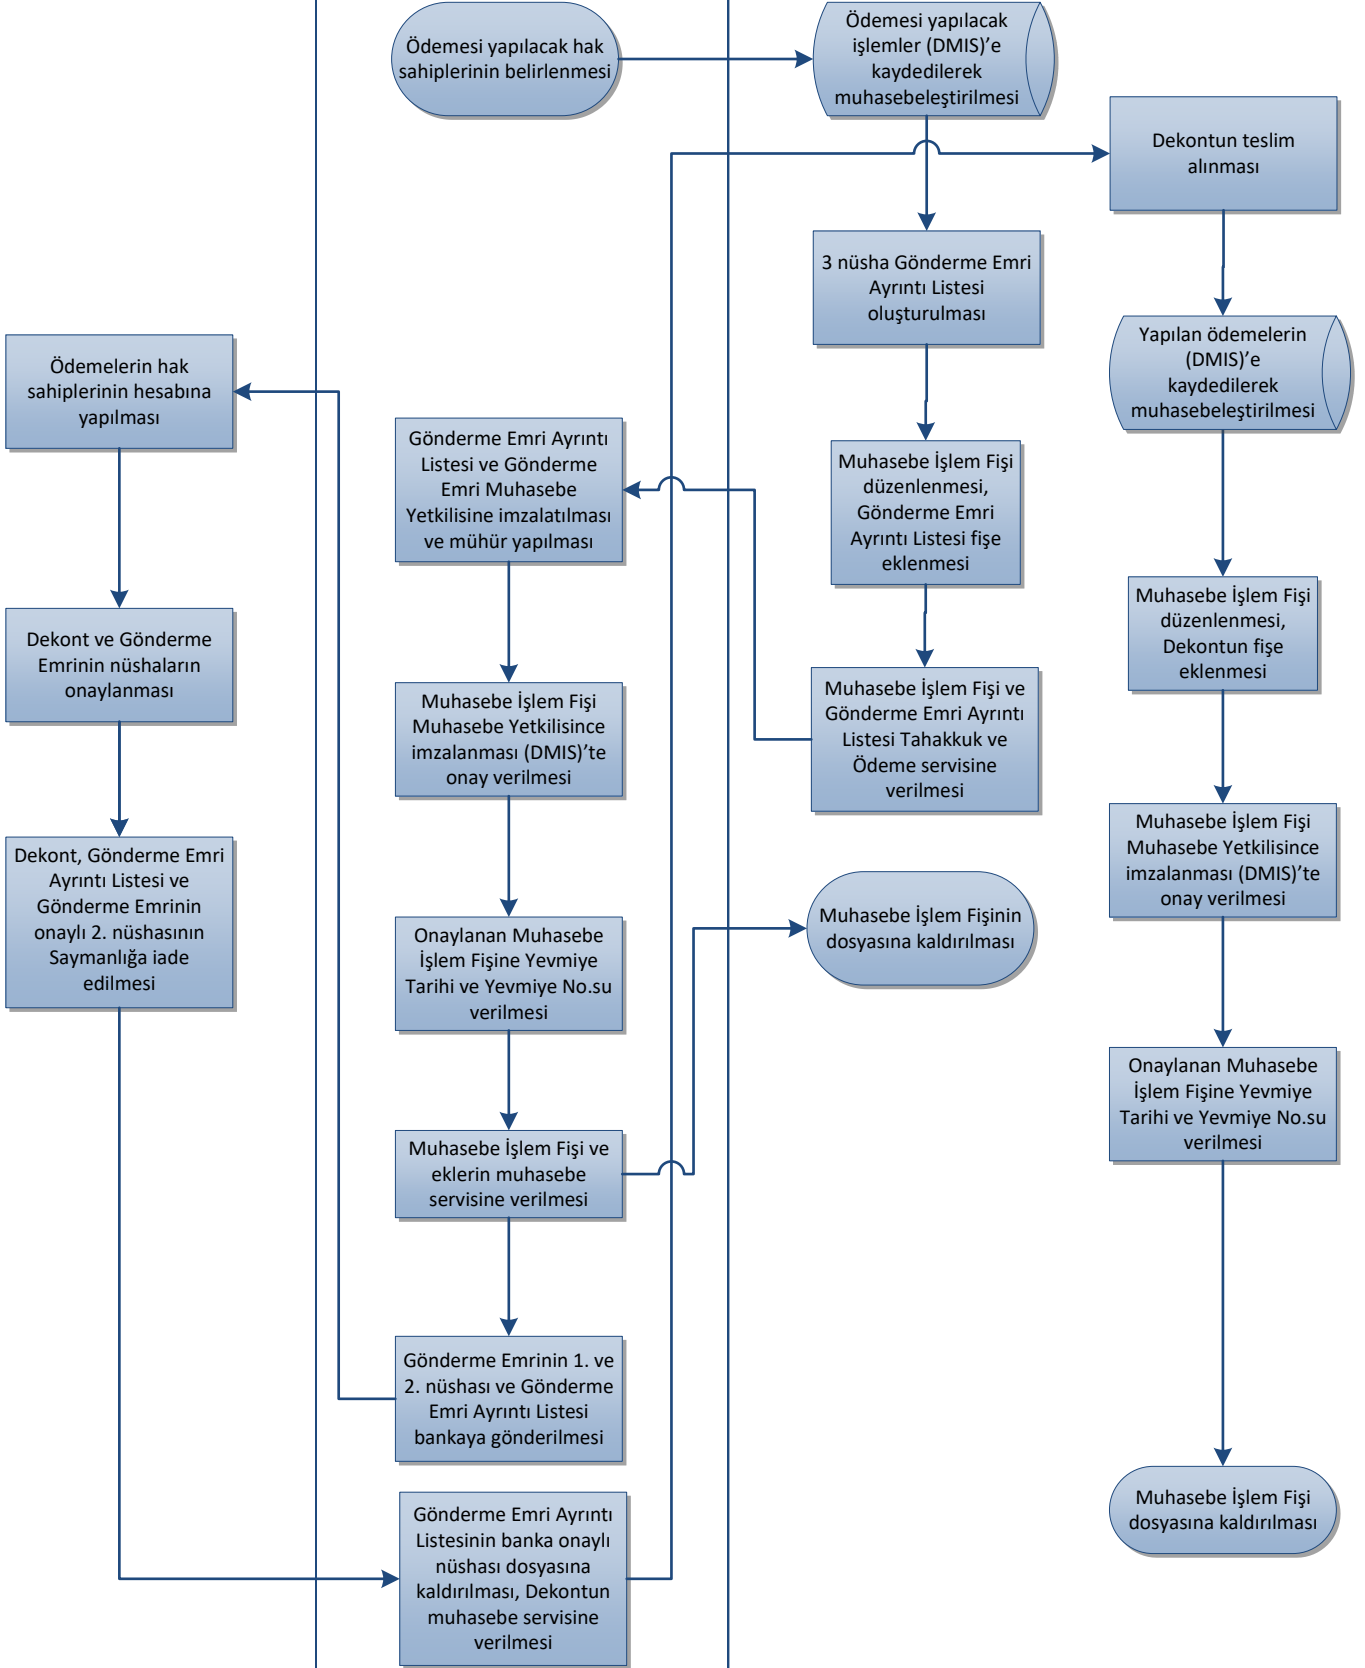 Ödemesi yapılacak hak
sahiplerinin belirlenmesi
Ödemesi yapılacak
işlemler (DMIS)’e
kaydedilerek
muhasebeleştirilmesi
Dekontun teslim
alınması
3 nüsha Gönderme Emri
Ayrıntı Listesi
oluşturulması
Yapılan ödemelerin
(DMIS)’e
kaydedilerek
muhasebeleştirilmesi
Ödemelerin hak
sahiplerinin hesabına
yapılması
Gönderme Emri Ayrıntı
Listesi ve Gönderme
Emri Muhasebe
Yetkilisine imzalatılması
ve mühür yapılması
Muhasebe İşlem Fişi
düzenlenmesi,
Gönderme Emri
Ayrıntı Listesi fişe
eklenmesi
Muhasebe İşlem Fişi
düzenlenmesi,
Dekontun fişe
eklenmesi
Dekont ve Gönderme
Emrinin nüshaların
onaylanması
Muhasebe İşlem Fişi
Muhasebe Yetkilisince
imzalanması (DMIS)’te
onay verilmesi
Muhasebe İşlem Fişi ve
Gönderme Emri Ayrıntı
Listesi Tahakkuk ve
Ödeme servisine
verilmesi
Muhasebe İşlem Fişi
Muhasebe Yetkilisince
imzalanması (DMIS)’te
onay verilmesi
Dekont, Gönderme Emri
Ayrıntı Listesi ve
Gönderme Emrinin
onaylı 2. nüshasının
Saymanlığa iade
edilmesi
Onaylanan Muhasebe
İşlem Fişine Yevmiye
Tarihi ve Yevmiye No.su
verilmesi
Muhasebe İşlem Fişinin
dosyasına kaldırılması
Onaylanan Muhasebe
İşlem Fişine Yevmiye
Tarihi ve Yevmiye No.su
verilmesi
Muhasebe İşlem Fişi ve
eklerin muhasebe
servisine verilmesi
Gönderme Emrinin 1. ve
2. nüshası ve Gönderme
Emri Ayrıntı Listesi
bankaya gönderilmesi
Muhasebe İşlem Fişi
dosyasına kaldırılması
Gönderme Emri Ayrıntı
Listesinin banka onaylı
nüshası dosyasına
kaldırılması, Dekontun
muhasebe servisine
verilmesi